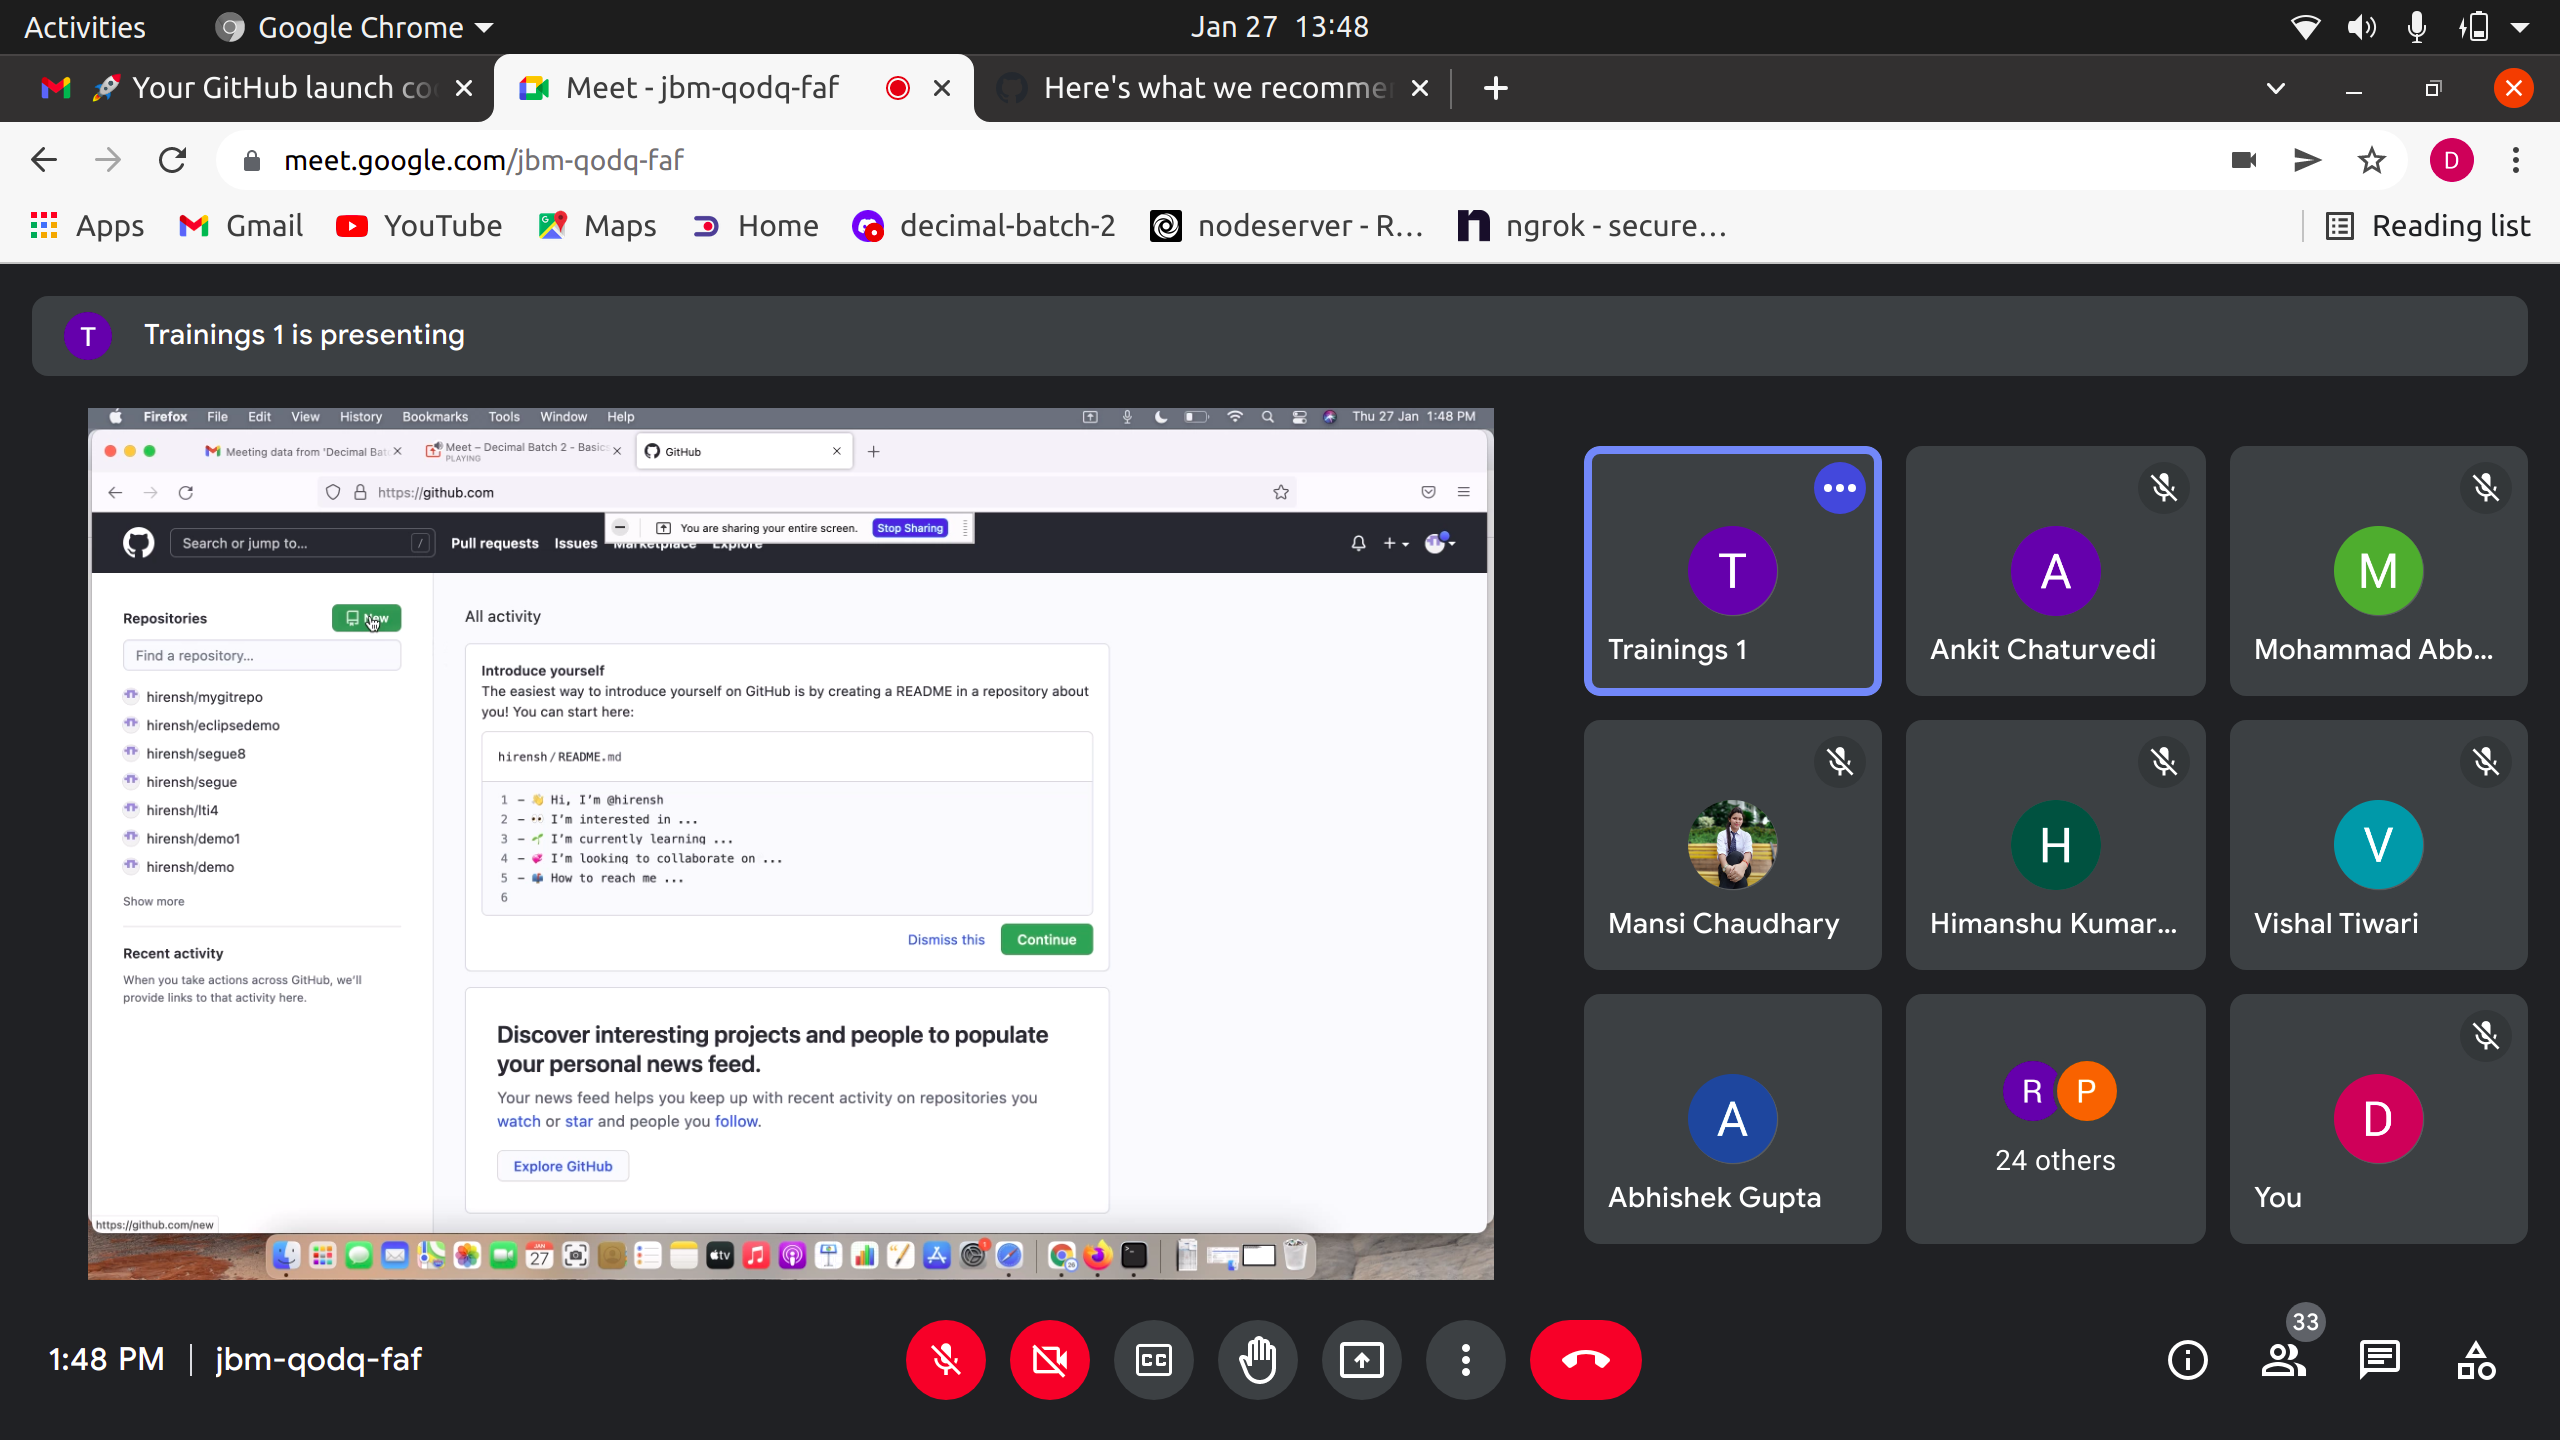 Activities
Google Chrome
Jan 27 13:48
🚀 Your GitHub launch co
Meet - jbm-qodq-faf
Here's what we recomme
meet.google.com/jbm-qodq-faf
D
Apps
Gmail
YouTube
Maps
Home
decimal-batch-2
nodeserver - R...
ngrok - secure...
Reading list
T
Trainings 1 is presenting
Firefox File Edit View History Bookmarks Tools Window Help
Thu 27 Jan 1:48 PM
Meeting data from 'Decimal Bat
Meet – Decimal Batch 2 - Basics
PLAYING
GitHub
https://github.com
You are sharing your entire screen.
Stop Sharing
Search or jump to...
/
Pull requests
Issues
Marketplace
Explore
Repositories
New
Find a repository...
hirensh/mygitrepo
hirensh/eclipsedemo
hirensh/segue8
hirensh/segue
hirensh/lti4
hirensh/demo1
hirensh/demo
Show more
Recent activity
When you take actions across GitHub, we'll
provide links to that activity here.
https://github.com/new
All activity
Introduce yourself
The easiest way to introduce yourself on GitHub is by creating a README in a repository about
you! You can start here:
hirensh/README.md
1 - 👋 Hi, I'm @hirensh
2 - 👀 I'm interested in ...
3 - 🌱 I'm currently learning ...
4 - 💞️ I'm looking to collaborate on ...
5 - 📫 How to reach me ...
6
Dismiss this
Continue
Discover interesting projects and people to populate
your personal news feed.
Your news feed helps you keep up with recent activity on repositories you
watch or star and people you follow.
Explore GitHub
JAN
27
tv
T
Trainings 1
A
Ankit Chaturvedi
M
Mohammad Abb...
Mansi Chaudhary
H
Himanshu Kumar...
V
Vishal Tiwari
A
Abhishek Gupta
R P
24 others
D
You
1:48 PM | jbm-qodq-faf
CC
33